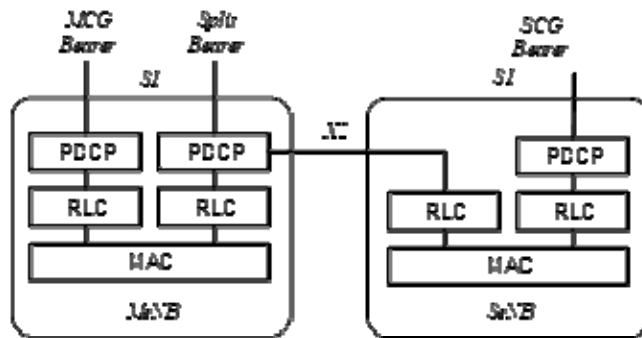 MCG
Bearer
Split
Bearer
SCG
Bearer
S1
S1
X2
PDCP
PDCP
PDCP
RLC
RLC
RLC
RLC
MAC
MAC
MeNB
SeNB